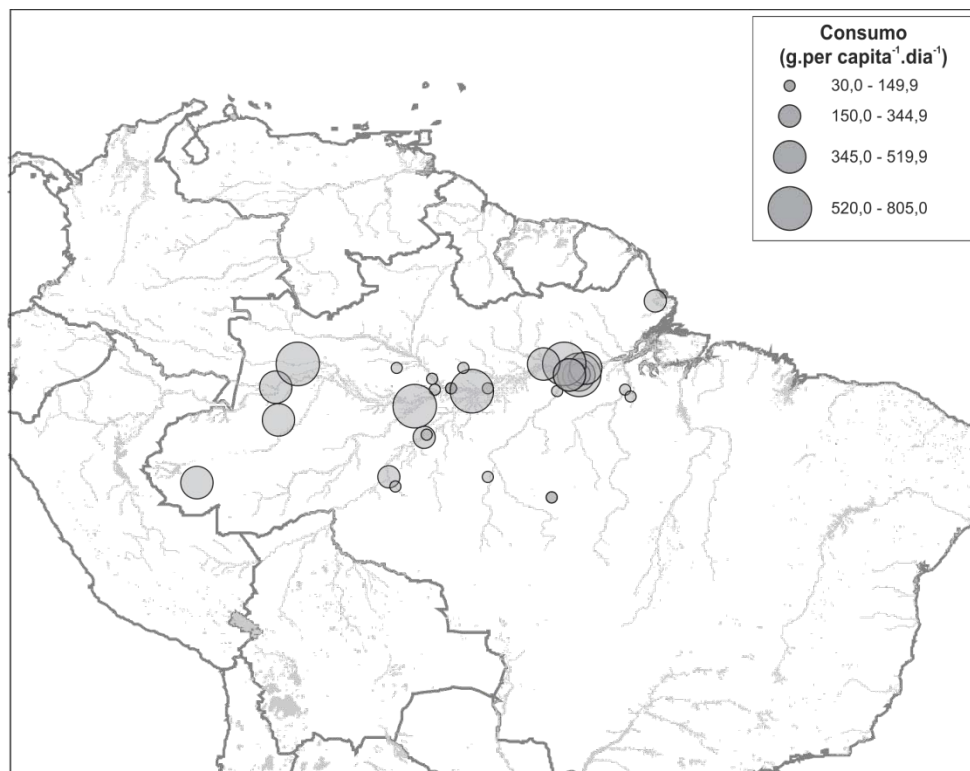 Consumo
(g.per capita⁻¹.dia⁻¹)
30,0 - 149,9
150,0 - 344,9
345,0 - 519,9
520,0 - 805,0